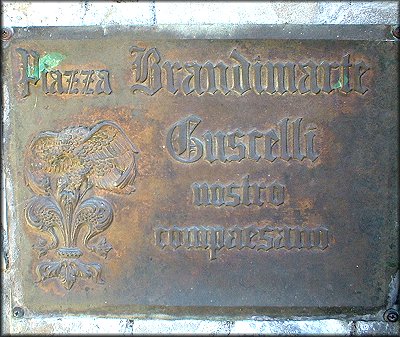 Piazza Brandimarte
Guscelli
nostro
compaesano